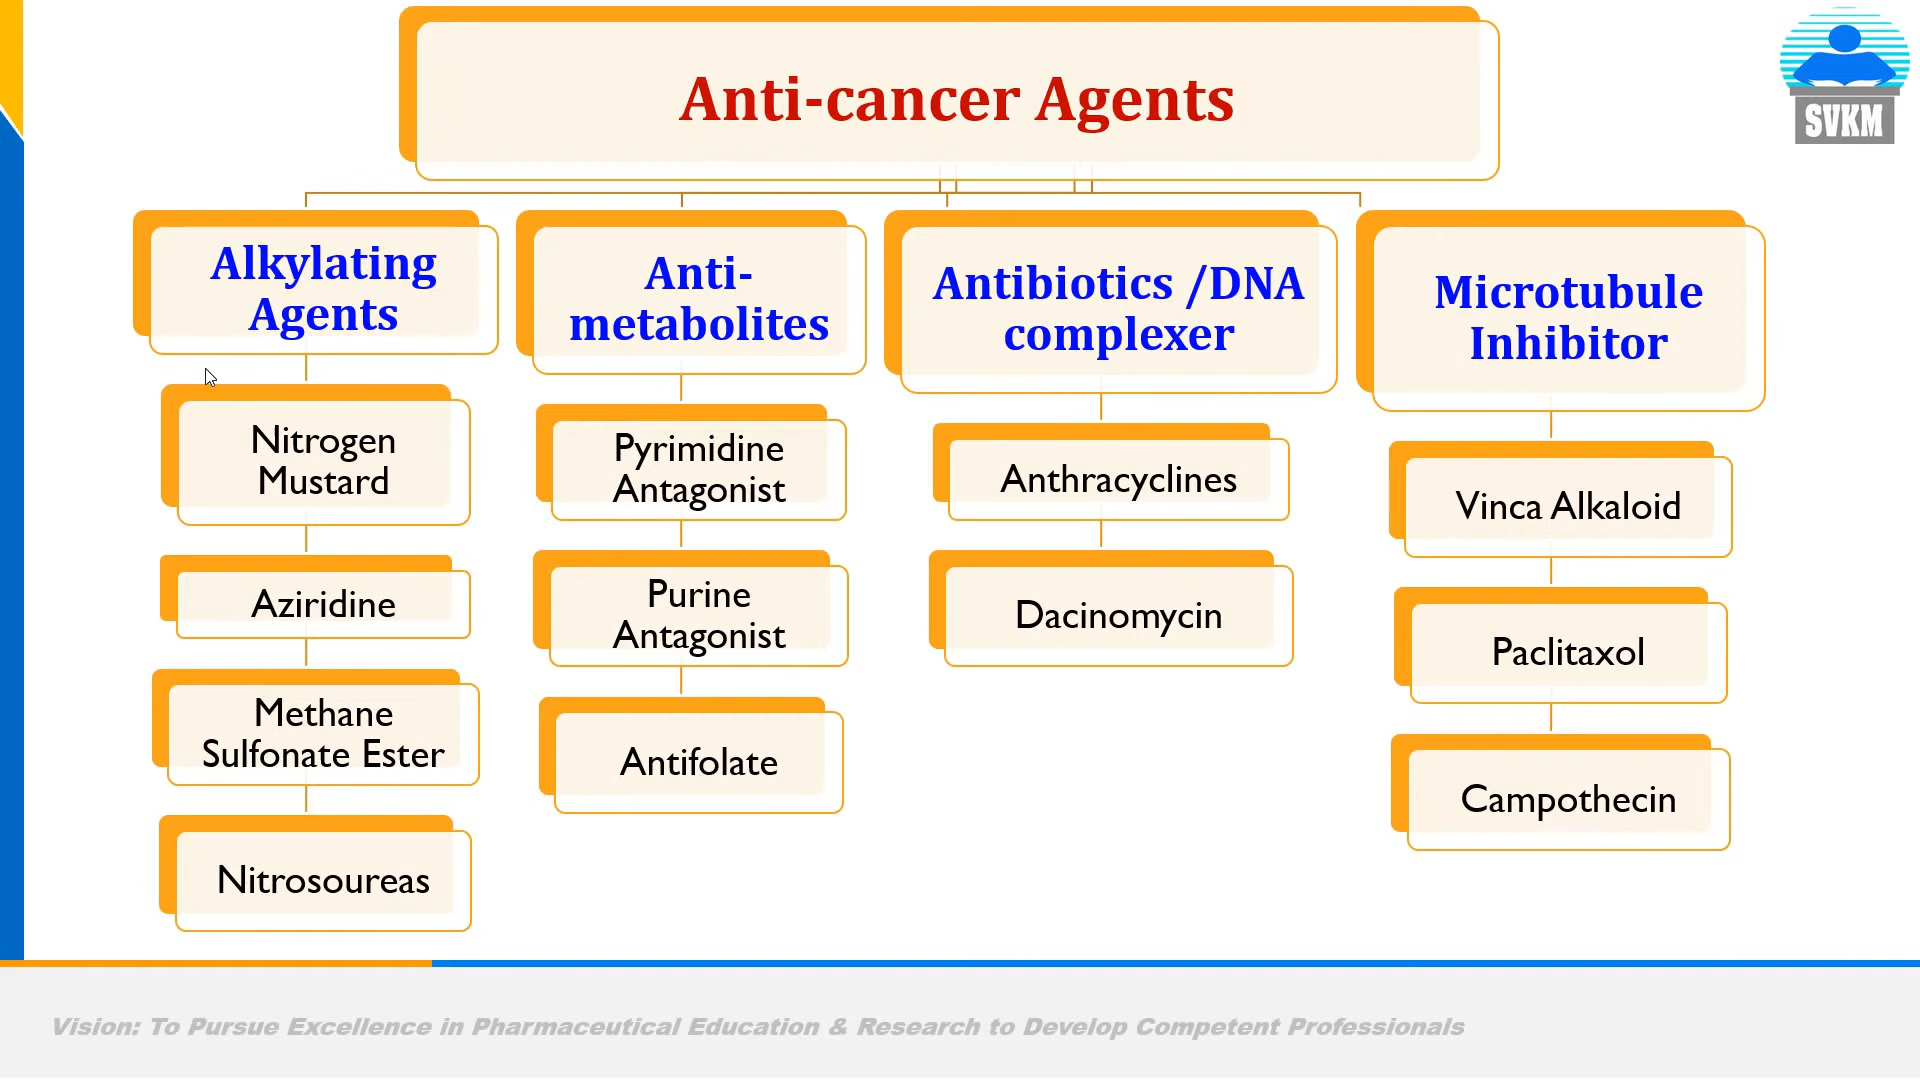 Anti-cancer Agents
SVKM
Alkylating
Agents
Nitrogen
Mustard
Aziridine
Methane
Sulfonate Ester
Nitrosoureas
Anti-
metabolites
Pyrimidine
Antagonist
Purine
Antagonist
Antifolate
Antibiotics /DNA
complexer
Anthracyclines
Dacinomycin
Microtubule
Inhibitor
Vinca Alkaloid
Paclitaxol
Campothecin
Vision: To Pursue Excellence in Pharmaceutical Education & Research to Develop Competent Professionals